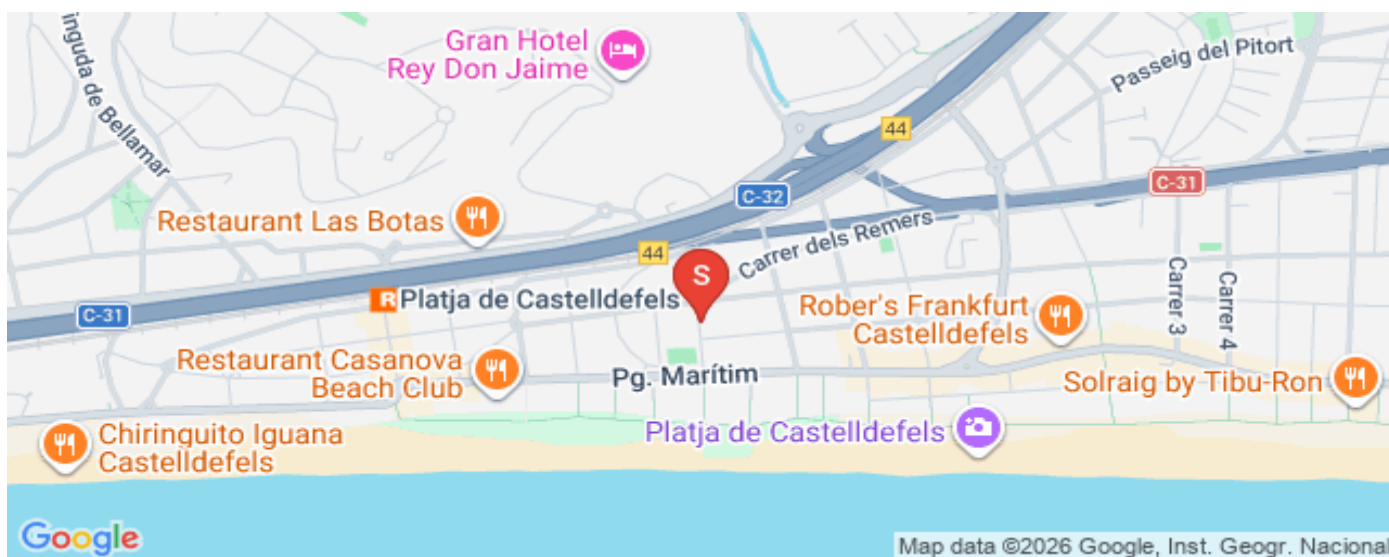 Gran Hotel
Rey Don Jaime
Passeig del Pitort
inguda de Bellamar
44
C-31
C-32
Restaurant Las Botas
44
Carrer dels Remers
S
Platja de Castelldefels
C-31
Rober's Frankfurt
Castelldefels
Carrer 3
Carrer 4
Restaurant Casanova
Beach Club
Pg. Marítim
Solraig by Tibu-Ron
Chiringuito Iguana
Castelldefels
Platja de Castelldefels
Google
Map data ©2026 Google, Inst. Geogr. Nacional